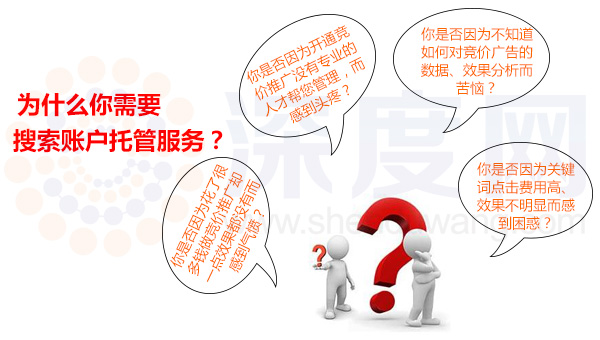 为什么你需要
搜索账户托管服务？
你是否因为开通竞
价推广没有专业的
人才帮您管理，而
感到头疼？
你是否因为不知道
如何对竞价广告的
数据、效果分析而
苦恼？
你是否因为花了很
多钱做竞价推广却
一点效果都没有而
感到气愤？
你是否因为关键
词点击费用高、
效果不明显而感
到困惑？
深度网
?
?